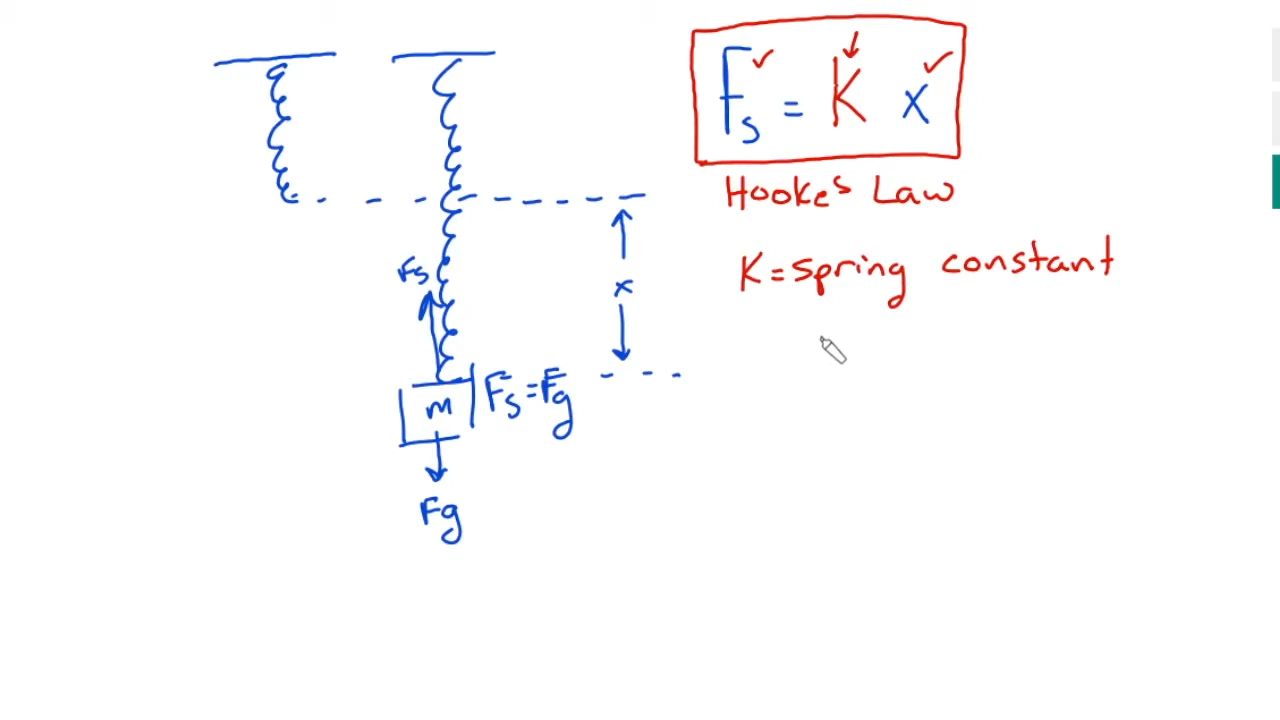 Fs = K x
Hooke's Law
K = spring constant
Fs
x
m
Fs = Fg
Fg